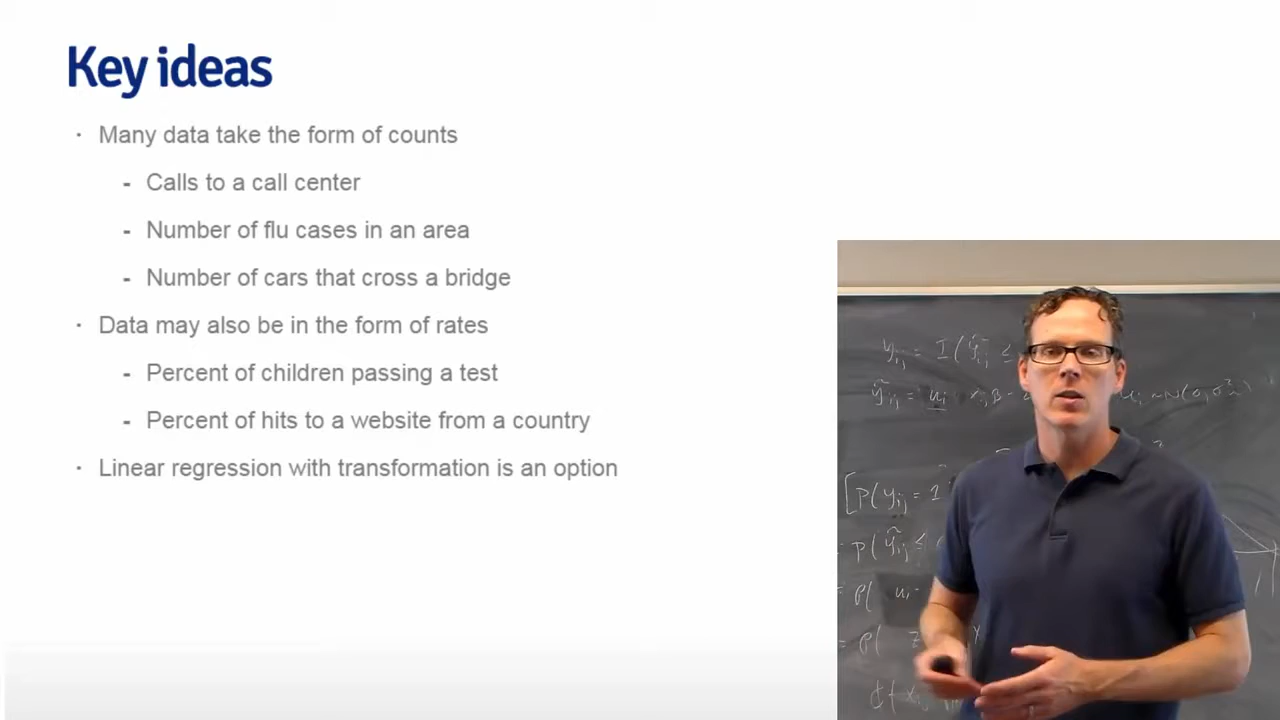 Key ideas
· Many data take the form of counts
- Calls to a call center
- Number of flu cases in an area
- Number of cars that cross a bridge
· Data may also be in the form of rates
- Percent of children passing a test
- Percent of hits to a website from a country
· Linear regression with transformation is an option